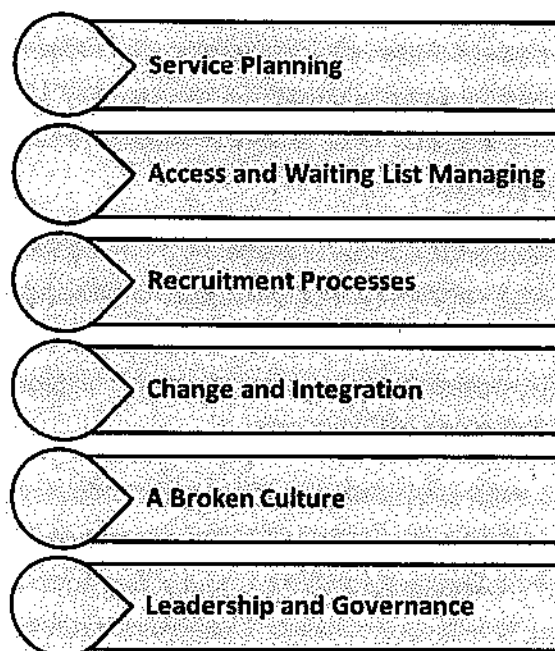 Service Planning
Access and Waiting List Managing
Recruitment Processes
Change and Integration
A Broken Culture
Leadership and Governance